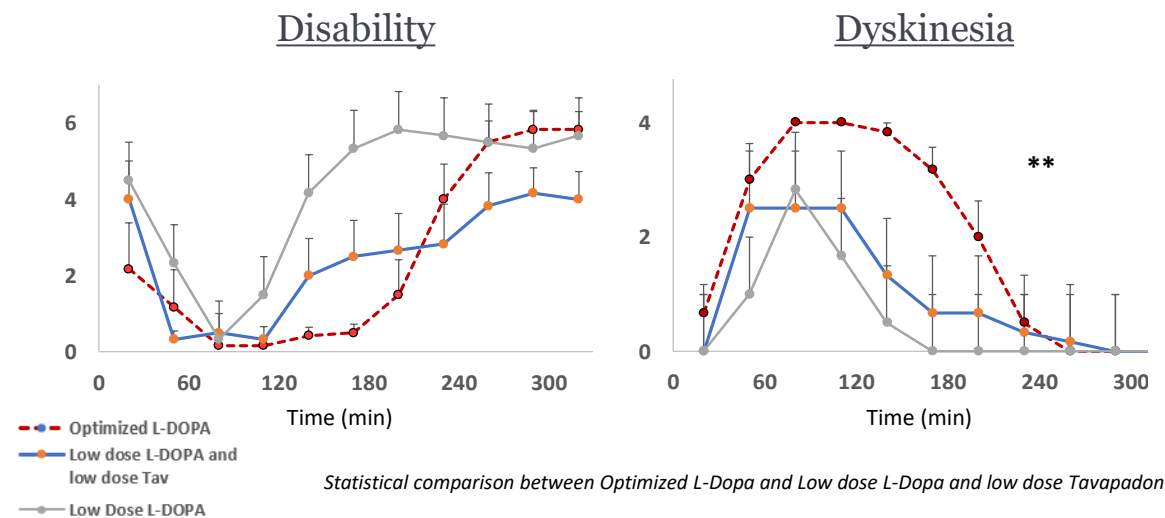 Disability
Dyskinesia
6
4
2
0
0
60
120
180
240
300
Time (min)
4
2
0
**
0
60
120
180
240
300
Time (min)
Optimized L-DOPA
Low dose L-DOPA and
low dose Tav
Low Dose L-DOPA
Statistical comparison between Optimized L-Dopa and Low dose L-Dopa and low dose Tavapadon